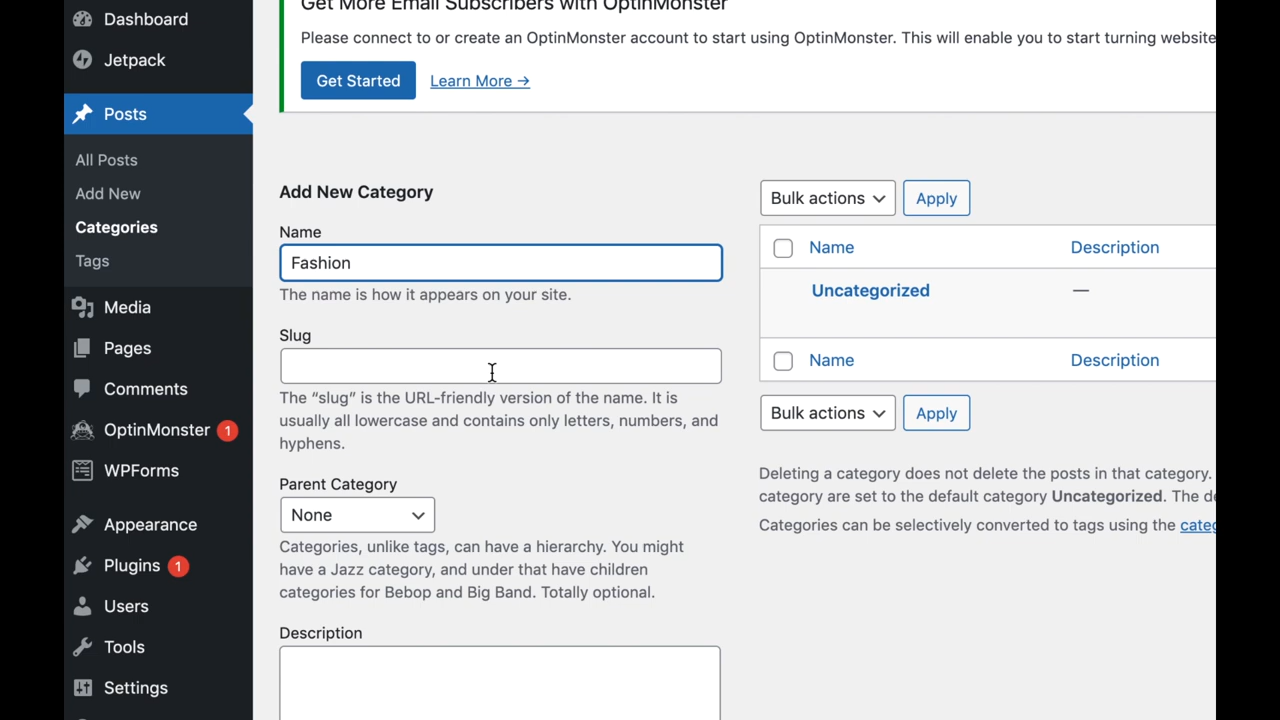 Dashboard
Jetpack
Posts
All Posts
Add New
Categories
Tags
Media
Pages
Comments
OptinMonster 1
WPForms
Appearance
Plugins 1
Users
Tools
Settings
Get More Email Subscribers with OptinMonster
Please connect to or create an OptinMonster account to start using OptinMonster. This will enable you to start turning website
Get Started Learn More →
Add New Category
Name
Fashion
The name is how it appears on your site.
Slug
The “slug” is the URL-friendly version of the name. It is
usually all lowercase and contains only letters, numbers, and
hyphens.
Parent Category
None
Categories, unlike tags, can have a hierarchy. You might
have a Jazz category, and under that have children
categories for Bebop and Big Band. Totally optional.
Description
Bulk actions Apply
Name Description
Uncategorized —
Name Description
Bulk actions Apply
Deleting a category does not delete the posts in that category.
category are set to the default category Uncategorized. The
Categories can be selectively converted to tags using the